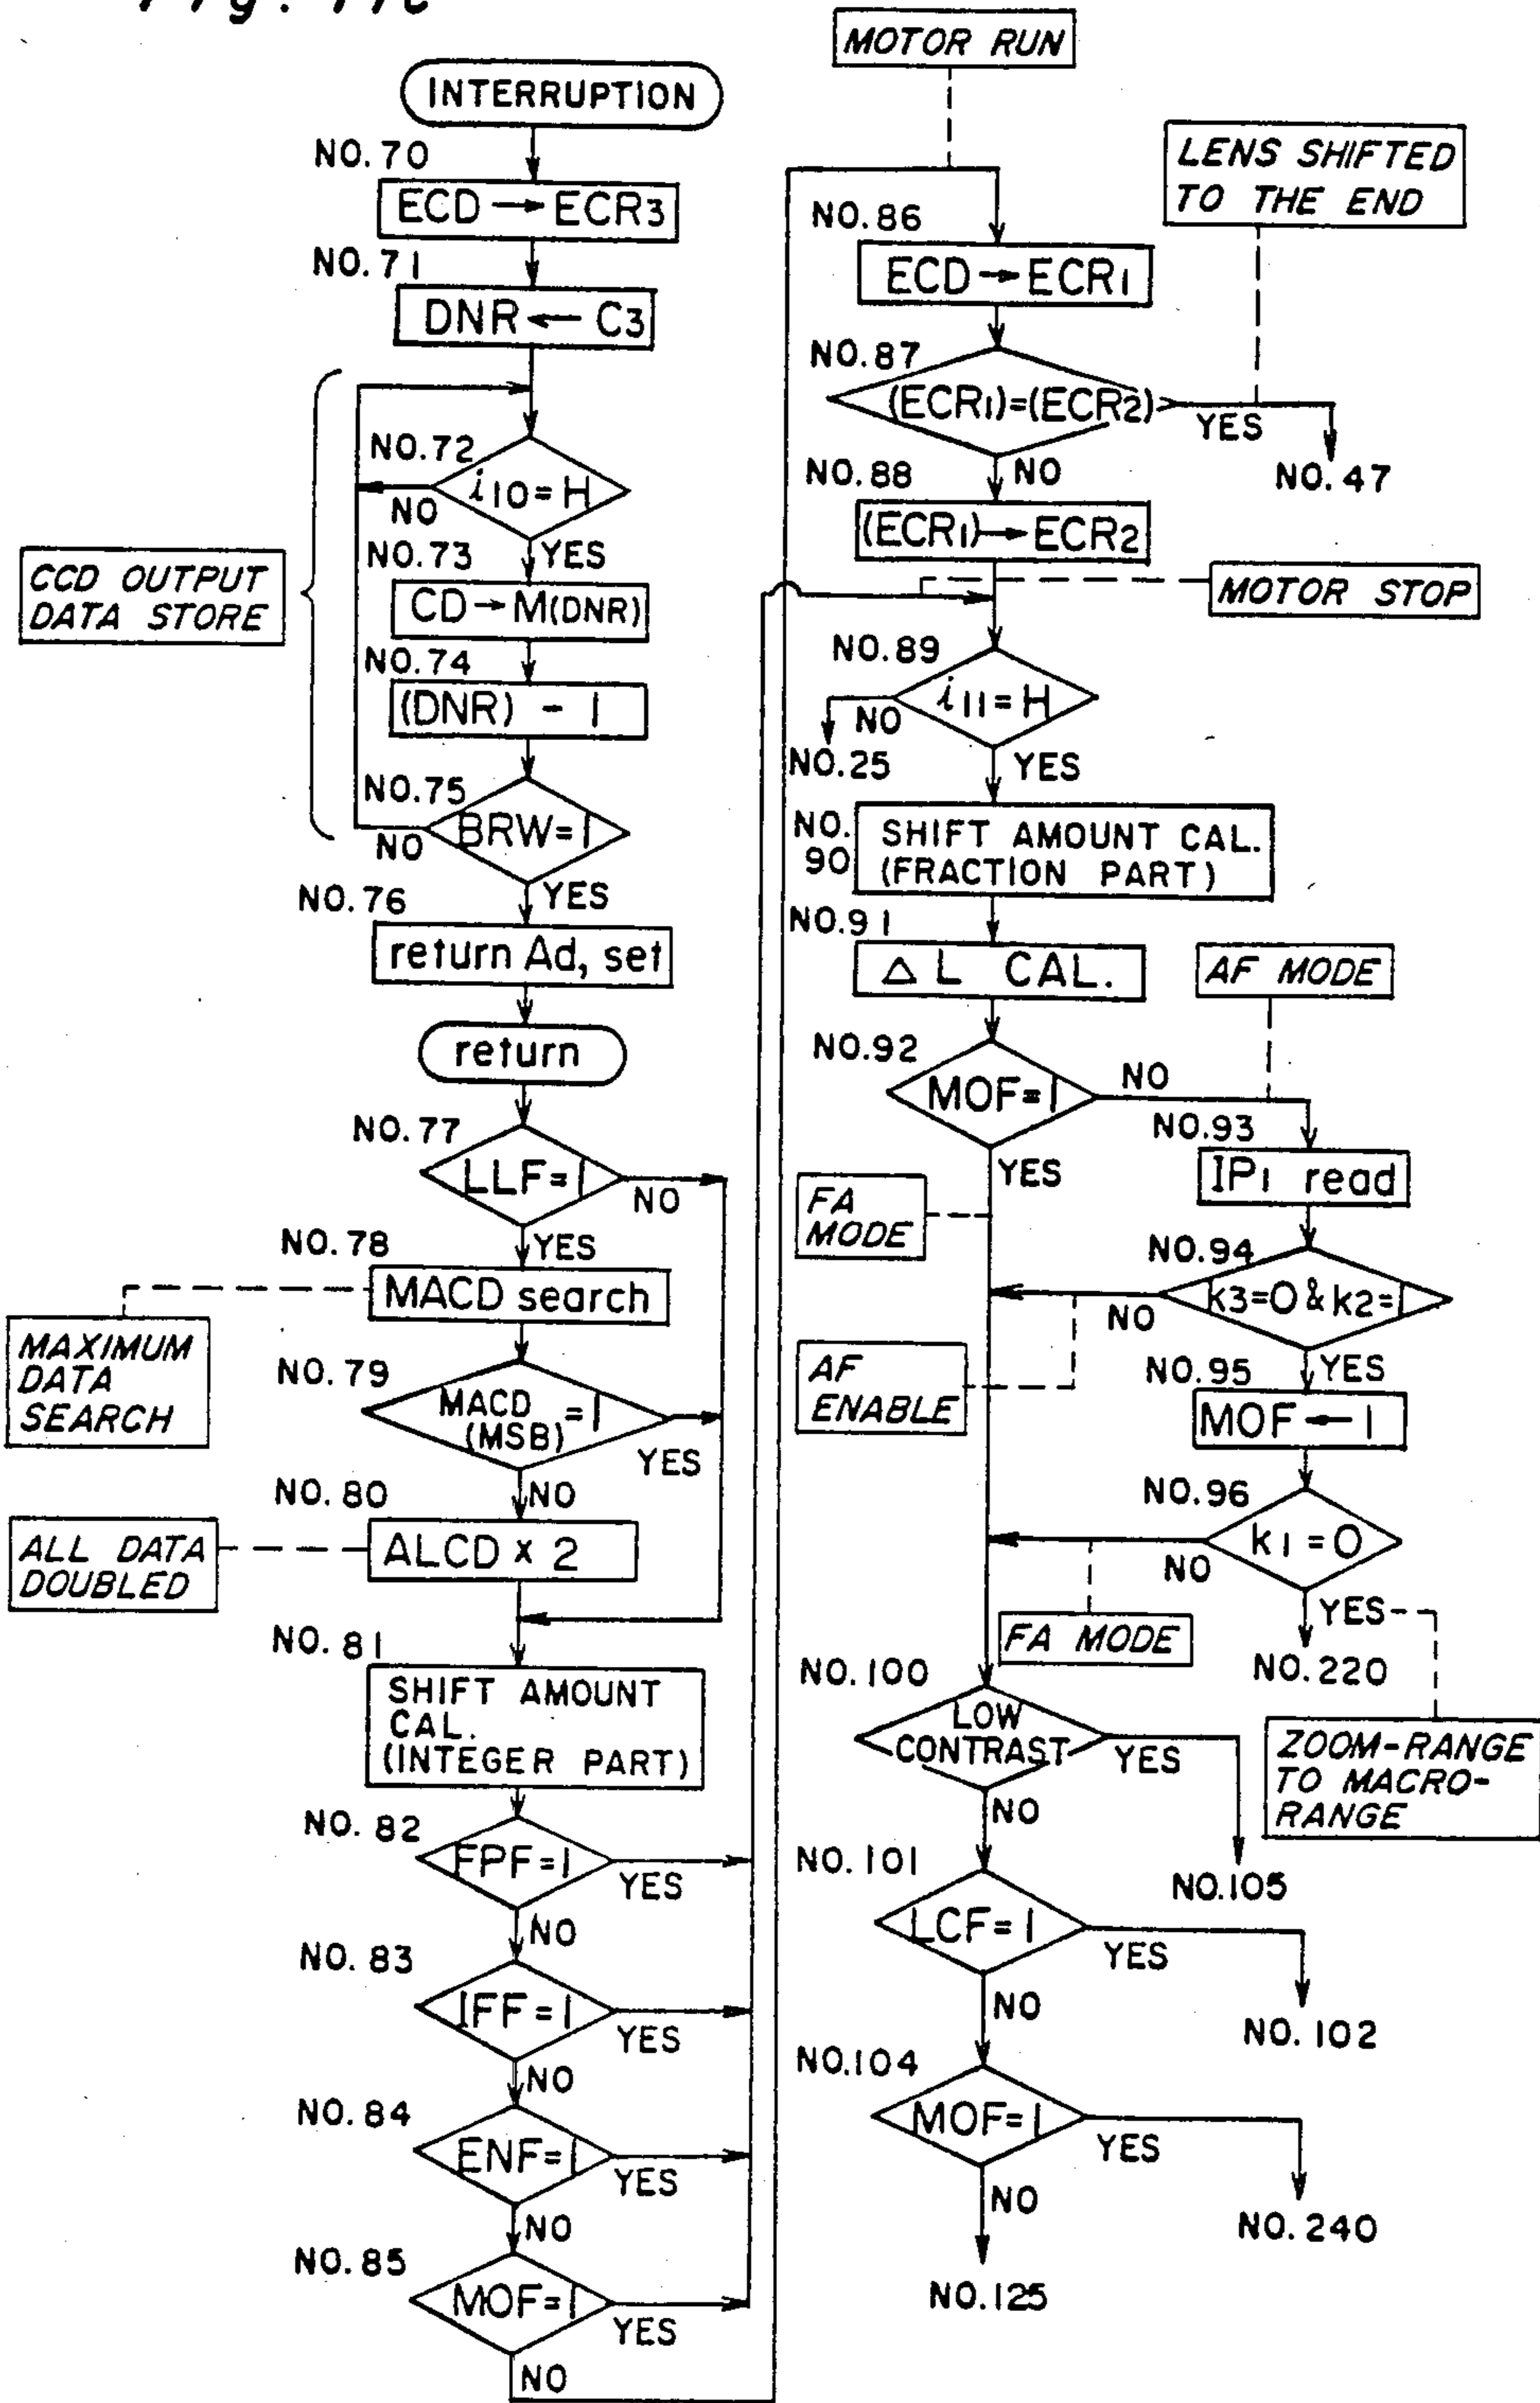 Fig. 11c
INTERRUPTION
NO.70
ECD → ECR3
NO.71
DNR ← C3
NO.72
i10 = H
NO
YES
NO.73
CD → M(DNR)
NO.74
(DNR) - 1
NO.75
BRW=1
NO
YES
CCD OUTPUT
DATA STORE
NO.76
return Ad, set
return
NO.77
LLF=1
NO
YES
NO.78
MACD search
MAXIMUM
DATA
SEARCH
NO.79
MACD
(MSB) =1
YES
NO
NO.80
ALCD × 2
ALL DATA
DOUBLED
NO.81
SHIFT AMOUNT
CAL.
(INTEGER PART)
NO.82
FPF=1
YES
NO
NO.83
IFF=1
YES
NO
NO.84
ENF=1
YES
NO
NO.85
MOF=1
YES
NO
MOTOR RUN
LENS SHIFTED
TO THE END
NO.86
ECD → ECR1
NO.87
(ECR1)=(ECR2)
YES
NO
NO.47
NO.88
(ECR1) → ECR2
MOTOR STOP
NO.89
i11 = H
NO
NO.25
YES
NO.
90
SHIFT AMOUNT CAL.
(FRACTION PART)
NO.91
△ L CAL.
AF MODE
NO.92
MOF=1
NO
YES
NO.93
IP1 read
FA
MODE
NO.94
k3=0 & k2=1
NO
YES
AF
ENABLE
NO.95
MOF ← 1
NO.96
k1=0
NO
YES
FA MODE
NO.220
ZOOM-RANGE
TO MACRO-
RANGE
NO.100
LOW
CONTRAST
YES
NO
NO.105
NO.101
LCF=1
YES
NO
NO.102
NO.104
MOF=1
YES
NO
NO.240
NO.125